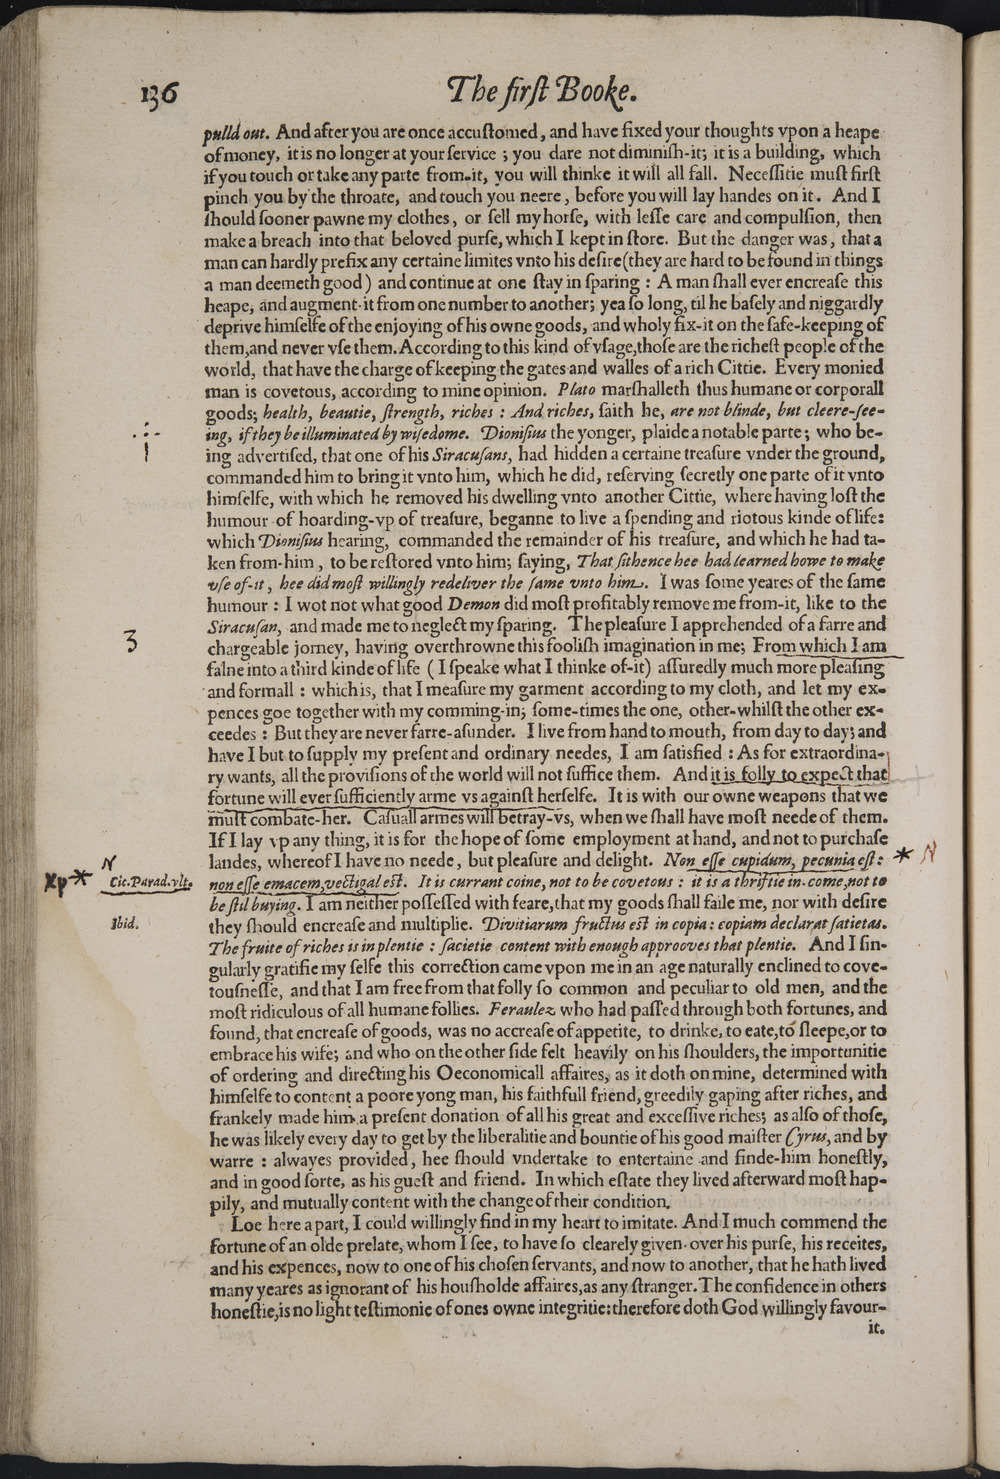 136
The firſt Booke.
pulld out. And after you are once accuſtomed, and have fixed your thoughts vpon a heape
of money, it is no longer at your ſervice ; you dare not diminiſh-it; it is a building, which
if you touch or take any parte from-it, you will thinke it will all fall. Neceſſitie muſt firſt
pinch you by the throate, and touch you neere, before you will lay handes on it. And I
ſhould ſooner pawne my clothes, or ſell my horſe, with leſſe care and compulſion, then
make a breach into that beloved purſe, which I kept in ſtore. But the danger was, that a
man can hardly prefix any certaine limites vnto his deſire (they are hard to be found in things
a man deemeth good) and continue at one ſtay in ſparing : A man ſhall ever encreaſe this
heape, and augment-it from one number to another; yea ſo long, til he baſely and niggardly
deprive himſelfe of the enjoying of his owne goods, and wholy fix-it on the ſafe-keeping of
them, and never vſe them. According to this kind of vſage, thoſe are the richeſt people of the
world, that have the charge of keeping the gates and walles of a rich Cittie. Every monied
man is covetous, according to mine opinion. Plato marſhalleth thus humane or corporall
goods; health, beautie, ſtrength, riches : And riches, ſaith he, are not blinde, but cleere-ſee-
ing, if they be illuminated by wiſedome. Dioniſius the yonger, plaide a notable parte; who be-
ing advertiſed, that one of his Siracuſans, had hidden a certaine treaſure vnder the ground,
commanded him to bring it vnto him, which he did, reſerving ſecretly one parte of it vnto
himſelfe, with which he removed his dwelling vnto another Cittie, where having loſt the
humour of hoarding-vp of treaſure, beganne to live a ſpending and riotous kinde of life:
which Dioniſius hearing, commanded the remainder of his treaſure, and which he had ta-
ken from-him, to be reſtored vnto him; ſaying, That ſithence hee had learned howe to make
vſe of-it, hee did moſt willingly redeliver the ſame vnto him. I was ſome yeares of the ſame
humour : I wot not what good Demon did moſt profitably remove me from-it, like to the
Siracuſan, and made me to neglect my ſparing. The pleaſure I apprehended of a farre and
3
chargeable jorney, having overthrowne this fooliſh imagination in me; From which I am
falne into a third kinde of life (I ſpeake what I thinke of-it) aſſuredly much more pleaſing
and formall : which is, that I meaſure my garment according to my cloth, and let my ex-
pences goe together with my comming-in; ſome-times the one, other-whilſt the other ex-
ceedes : But they are never farre-aſunder. I live from hand to mouth, from day to day; and
have I but to ſupply my preſent and ordinary needes, I am ſatisfied : As for extraordina-
ry wants, all the proviſions of the world will not ſuffice them. And it is folly to expect that
fortune will ever ſufficiently arme vs againſt herſelfe. It is with our owne weapons that we
muſt combate-her. Caſuall armes will betray-vs, when we ſhall have moſt neede of them.
If I lay vp any thing, it is for the hope of ſome employment at hand, and not to purchaſe
landes, whereof I have no neede, but pleaſure and delight. Non eſſe cupidum, pecunia eſt: * N
N
Xp * Cic. Parad. vlt.
non eſſe emacem, vectigal eſt. It is currant coine, not to be covetous : it is a thriftie in-come, not to
be ſtil buying. I am neither poſſeſſed with feare, that my goods ſhall faile me, nor with deſire
Ibid.
they ſhould encreaſe and multiplie. Divitiarum fructus eſt in copia : copiam declarat ſatietas.
The fruite of riches is in plentie : ſacietie content with enough approoves that plentie. And I ſin-
gularly gratifie my ſelfe this correction came vpon me in an age naturally enclined to cove-
touſneſſe, and that I am free from that folly ſo common and peculiar to old men, and the
moſt ridiculous of all humane follies. Feraulez who had paſſed through both fortunes, and
found, that encreaſe of goods, was no accreaſe of appetite, to drinke, to eate, to ſleepe, or to
embrace his wife; and who on the other ſide felt heavily on his ſhoulders, the importunitie
of ordering and directing his Oeconomicall affaires, as it doth on mine, determined with
himſelfe to content a poore yong man, his faithfull friend, greedily gaping after riches, and
frankely made him a preſent donation of all his great and exceſſive riches; as alſo of thoſe,
he was likely every day to get by the liberalitie and bountie of his good maiſter Cyrus, and by
warre : alwayes provided, hee ſhould vndertake to entertaine and finde-him honeſtly,
and in good ſorte, as his gueſt and friend. In which eſtate they lived afterward moſt hap-
pily, and mutually content with the change of their condition.
Loe here a part, I could willingly find in my heart to imitate. And I much commend the
fortune of an olde prelate, whom I ſee, to have ſo clearely given-over his purſe, his receites,
and his expences, now to one of his choſen ſervants, and now to another, that he hath lived
many yeares as ignorant of his houſholde affaires, as any ſtranger. The confidence in others
honeſtie, is no light teſtimonie of ones owne integritie: therefore doth God willingly favour-
it.